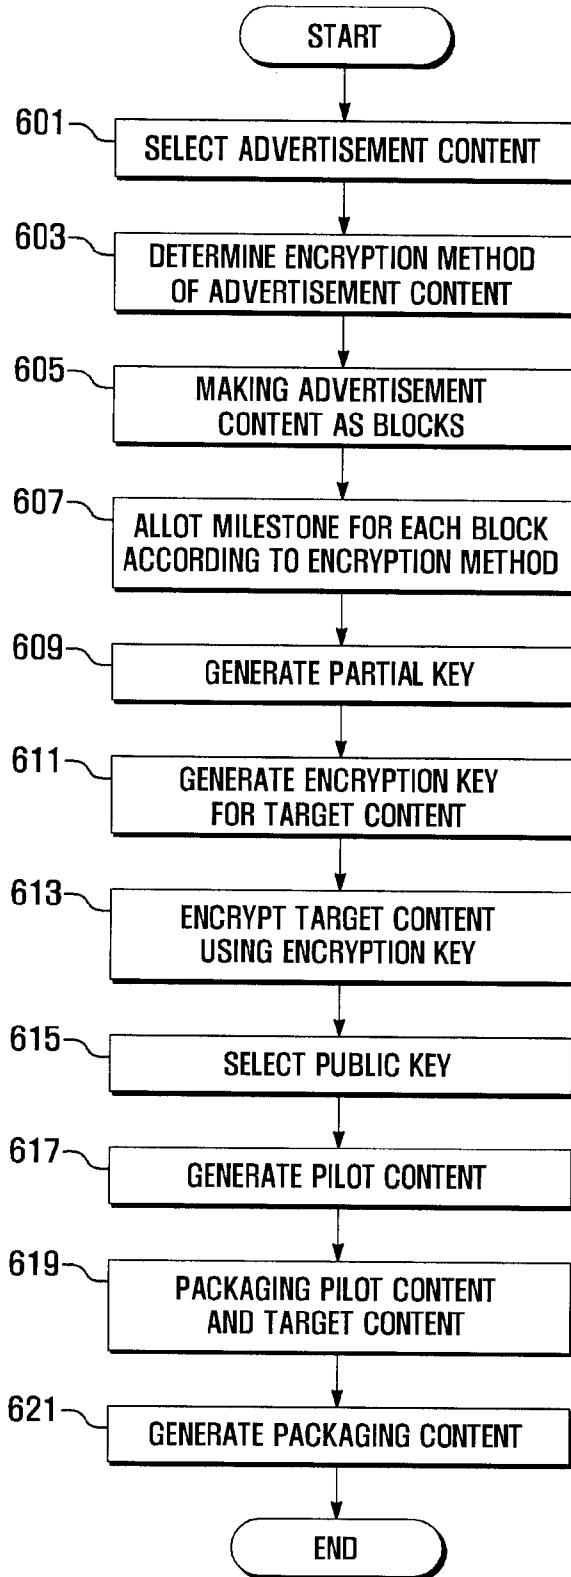 START
601
SELECT ADVERTISEMENT CONTENT
603
DETERMINE ENCRYPTION METHOD
OF ADVERTISEMENT CONTENT
605
MAKING ADVERTISEMENT
CONTENT AS BLOCKS
607
ALLOT MILESTONE FOR EACH BLOCK
ACCORDING TO ENCRYPTION METHOD
609
GENERATE PARTIAL KEY
611
GENERATE ENCRYPTION KEY
FOR TARGET CONTENT
613
ENCRYPT TARGET CONTENT
USING ENCRYPTION KEY
615
SELECT PUBLIC KEY
617
GENERATE PILOT CONTENT
619
PACKAGING PILOT CONTENT
AND TARGET CONTENT
621
GENERATE PACKAGING CONTENT
END